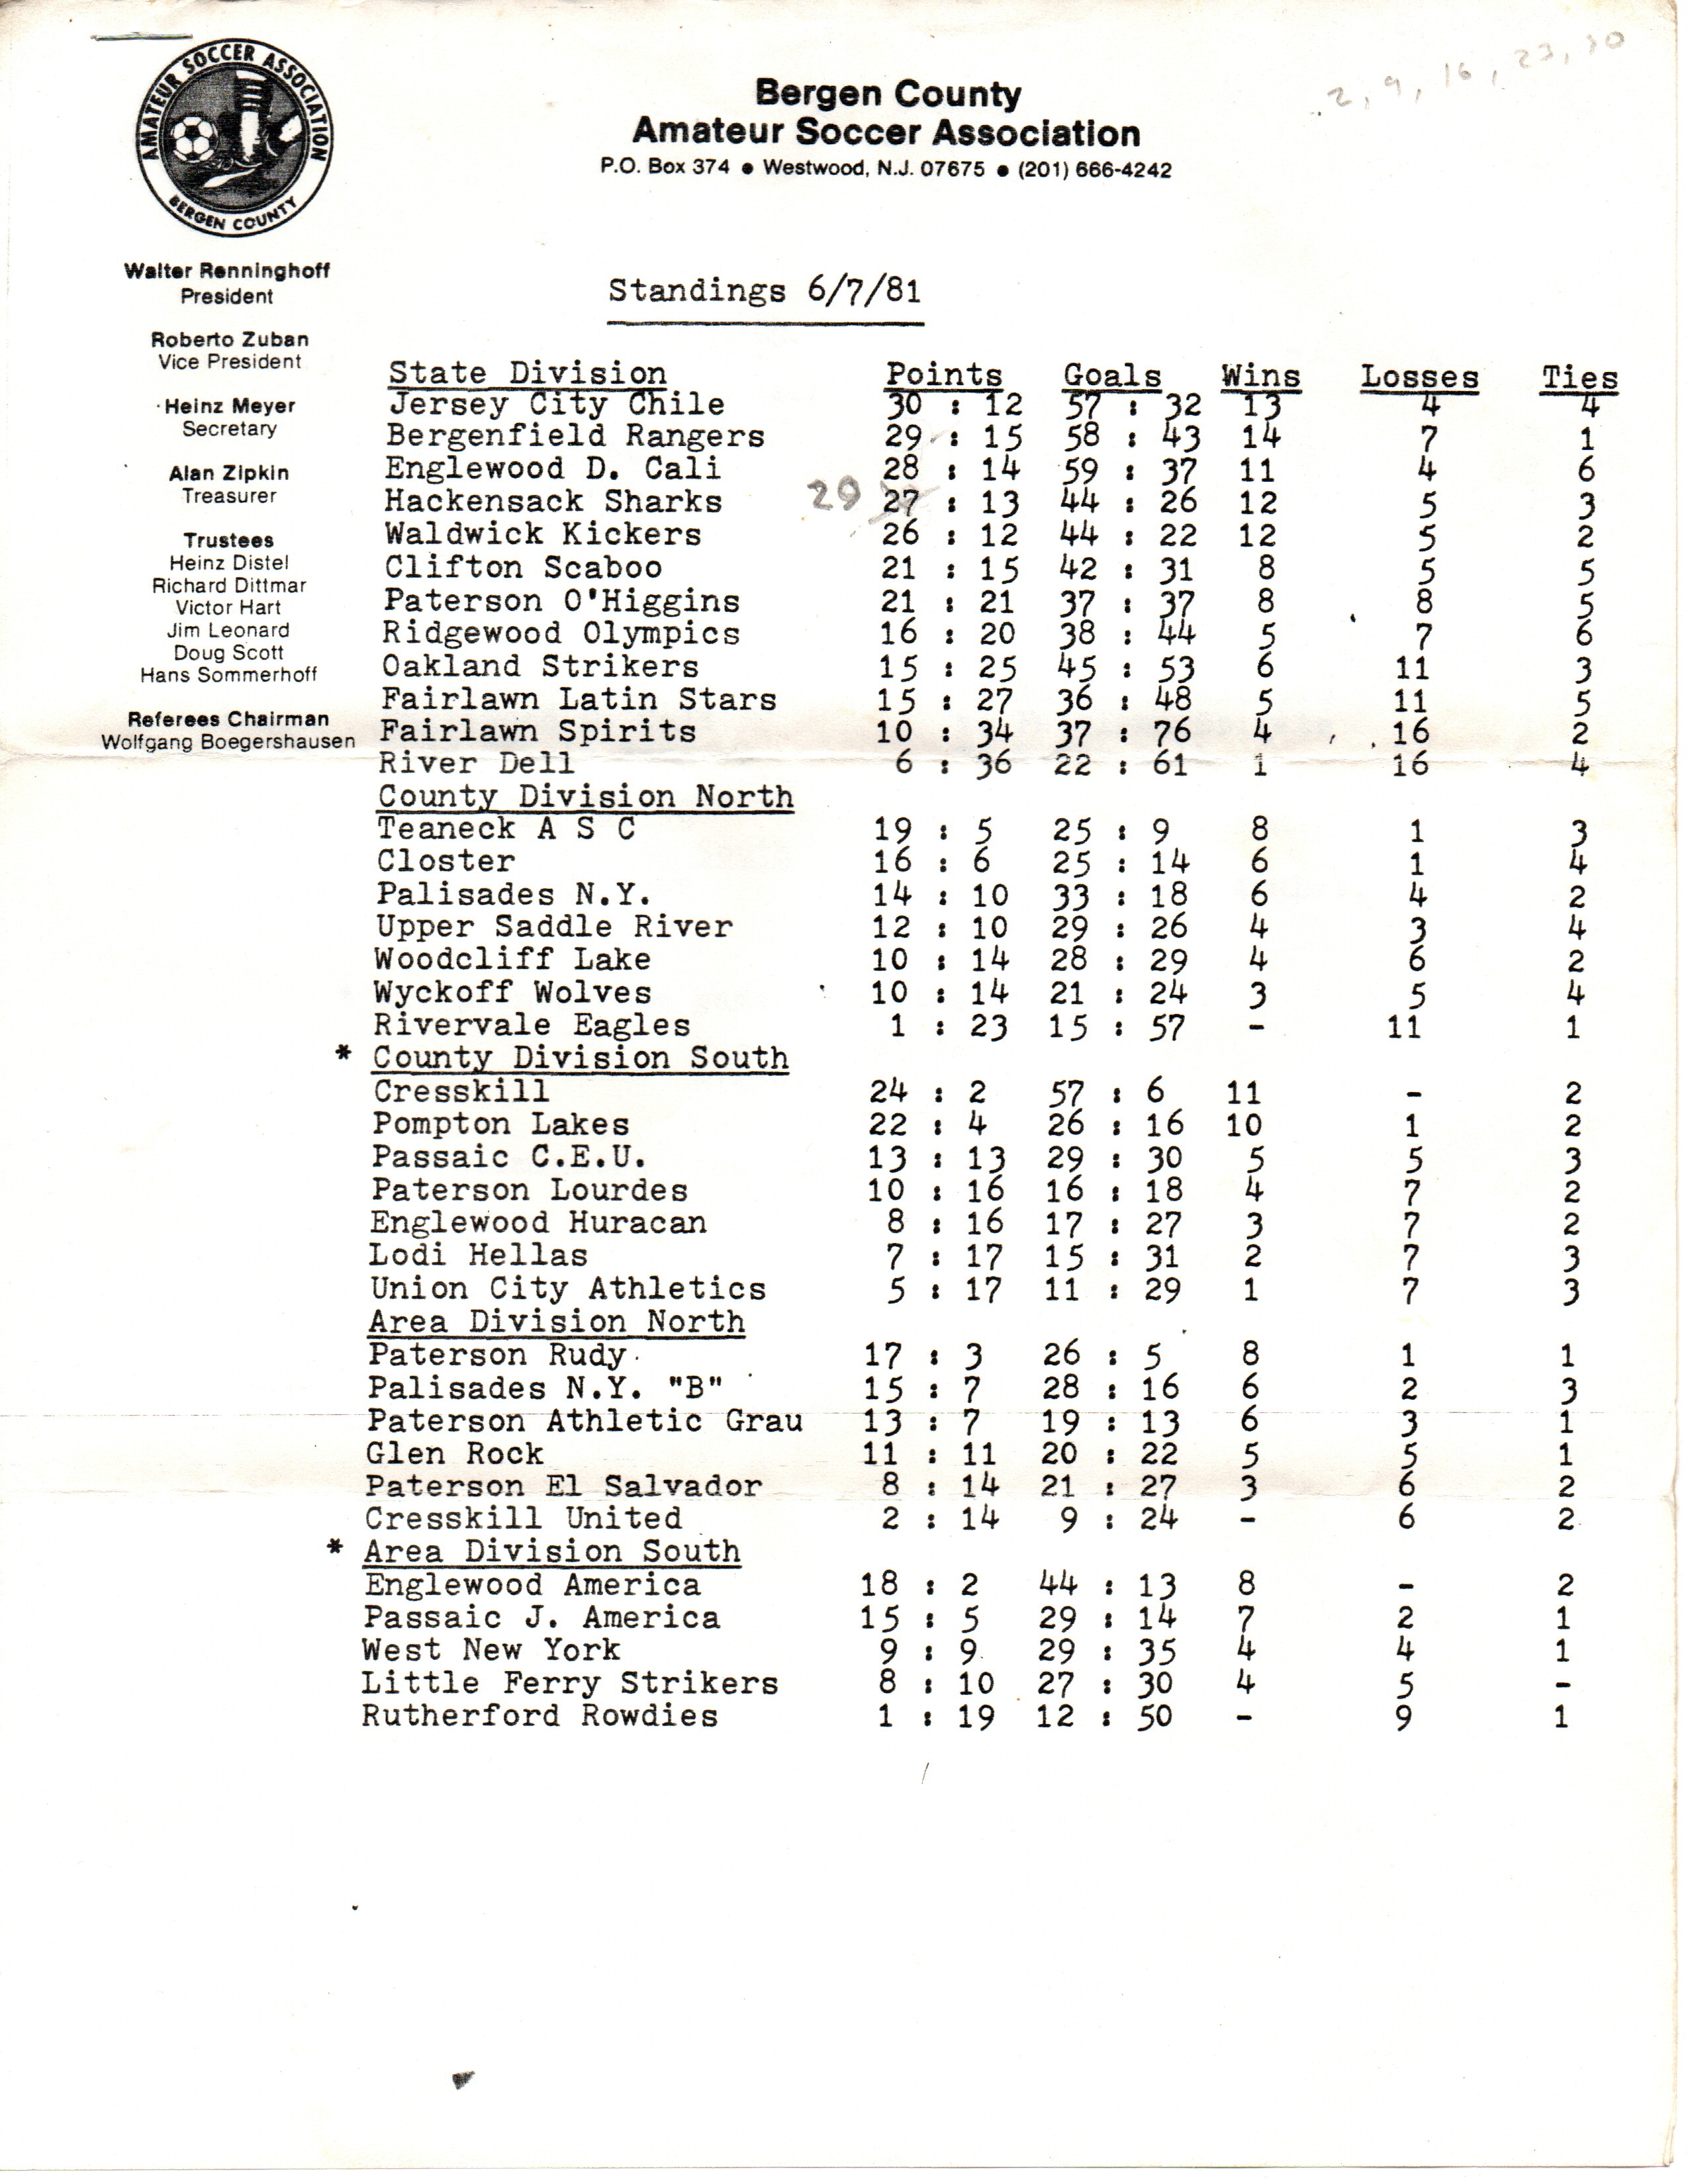 2, 9, 16, 23, 30
AMATEUR SOCCER ASSOCIATION
BERGEN COUNTY
Bergen County
Amateur Soccer Association
P.O. Box 374 ● Westwood, N.J. 07675 ● (201) 666-4242
Walter Renninghoff
President
Roberto Zuban
Vice President
Heinz Meyer
Secretary
Alan Zipkin
Treasurer
Trustees
Heinz Distel
Richard Dittmar
Victor Hart
Jim Leonard
Doug Scott
Hans Sommerhoff
Referees Chairman
Wolfgang Boegershausen
Standings 6/7/81
State Division Points Goals Wins Losses Ties
Jersey City Chile 30 : 12 57 : 32 13 4 4
Bergenfield Rangers 29 : 15 58 : 43 14 7 1
Englewood D. Cali 28 : 14 59 : 37 11 4 6
Hackensack Sharks 29 27 : 13 44 : 26 12 5 3
Waldwick Kickers 26 : 12 44 : 22 12 5 2
Clifton Scaboo 21 : 15 42 : 31 8 5 5
Paterson O'Higgins 21 : 21 37 : 37 8 8 5
Ridgewood Olympics 16 : 20 38 : 44 5 7 6
Oakland Strikers 15 : 25 45 : 53 6 11 3
Fairlawn Latin Stars 15 : 27 36 : 48 5 11 5
Fairlawn Spirits 10 : 34 37 : 76 4 16 2
River Dell 6 : 36 22 : 61 1 16 4
County Division North
Teaneck A S C 19 : 5 25 : 9 8 1 3
Closter 16 : 6 25 : 14 6 1 4
Palisades N.Y. 14 : 10 33 : 18 6 4 2
Upper Saddle River 12 : 10 29 : 26 4 3 4
Woodcliff Lake 10 : 14 28 : 29 4 6 2
Wyckoff Wolves 10 : 14 21 : 24 3 5 4
Rivervale Eagles 1 : 23 15 : 57 - 11 1
* County Division South
Cresskill 24 : 2 57 : 6 11 - 2
Pompton Lakes 22 : 4 26 : 16 10 1 2
Passaic C.E.U. 13 : 13 29 : 30 5 5 3
Paterson Lourdes 10 : 16 16 : 18 4 7 2
Englewood Huracan 8 : 16 17 : 27 3 7 2
Lodi Hellas 7 : 17 15 : 31 2 7 3
Union City Athletics 5 : 17 11 : 29 1 7 3
Area Division North
Paterson Rudy 17 : 3 26 : 5 8 1 1
Palisades N.Y. "B" 15 : 7 28 : 16 6 2 3
Paterson Athletic Grau 13 : 7 19 : 13 6 3 1
Glen Rock 11 : 11 20 : 22 5 5 1
Paterson El Salvador 8 : 14 21 : 27 3 6 2
Cresskill United 2 : 14 9 : 24 - 6 2
* Area Division South
Englewood America 18 : 2 44 : 13 8 - 2
Passaic J. America 15 : 5 29 : 14 7 2 1
West New York 9 : 9 29 : 35 4 4 1
Little Ferry Strikers 8 : 10 27 : 30 4 5 -
Rutherford Rowdies 1 : 19 12 : 50 - 9 1